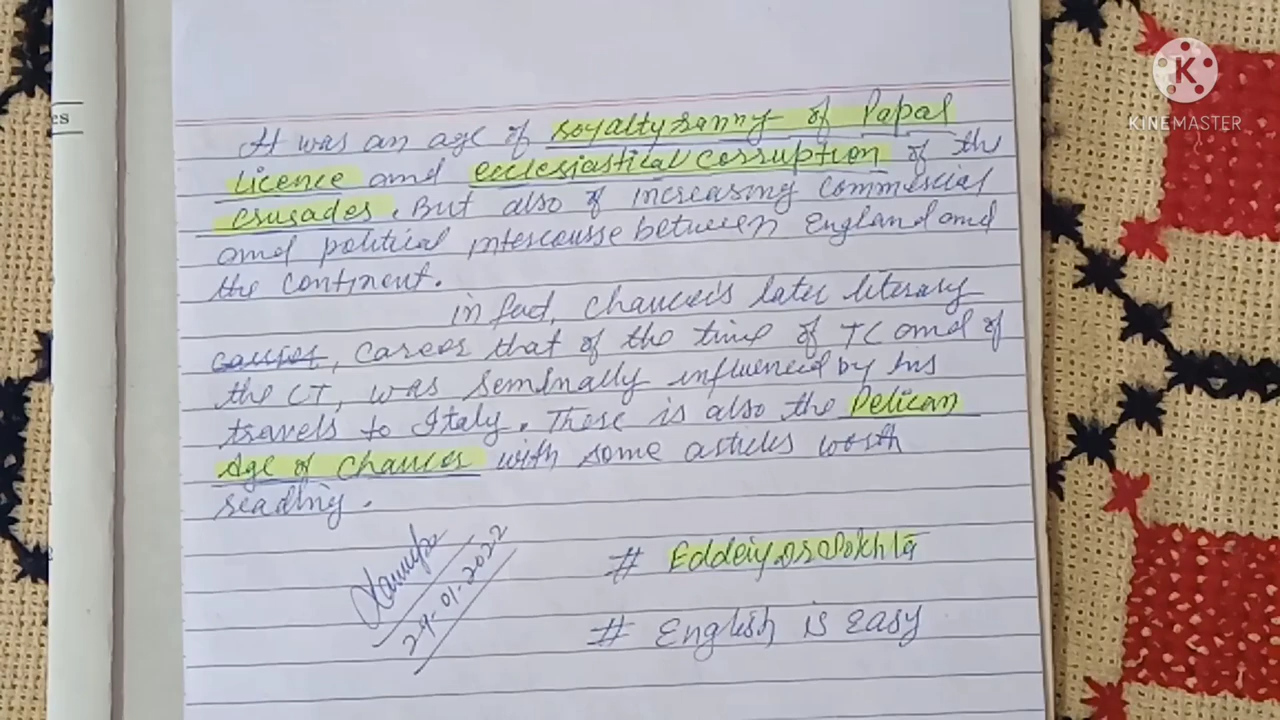 es
K
KINEMASTER
It was an age of royalty sanny of Papal
licence and ecclesiastical corruption of the
crusades. But also of increasing commercial
and political intercourse between England and
the continent.
in fact, Chaucer's later literary
, career that of the time of TC and of
the CT, was seminally influenced by his
travels to Italy. There is also the Pelican
Age of Chaucer with some articles worth
reading.
29.01.2022
#
# English is easy